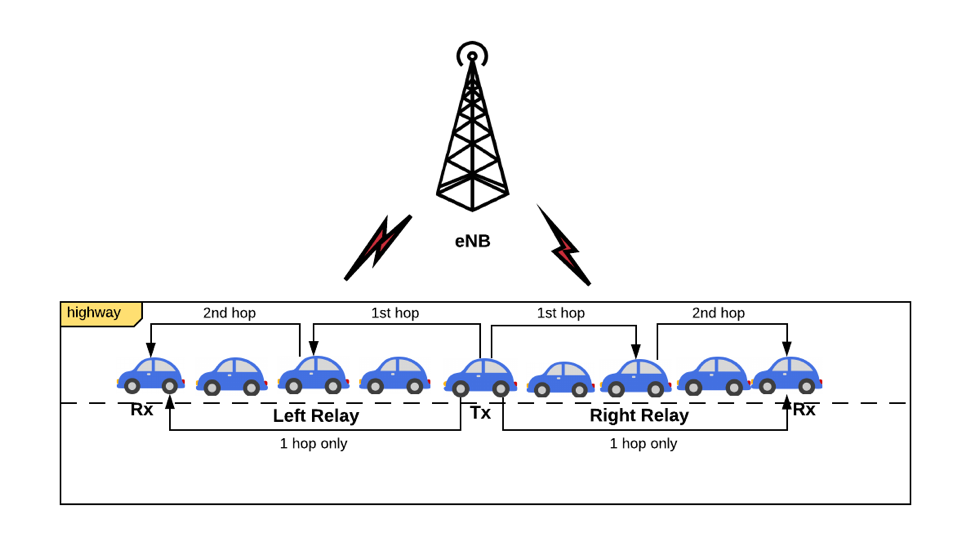 eNB
highway
2nd hop
1st hop
1st hop
2nd hop
Rx
Left Relay
Tx
Right Relay
Rx
1 hop only
1 hop only